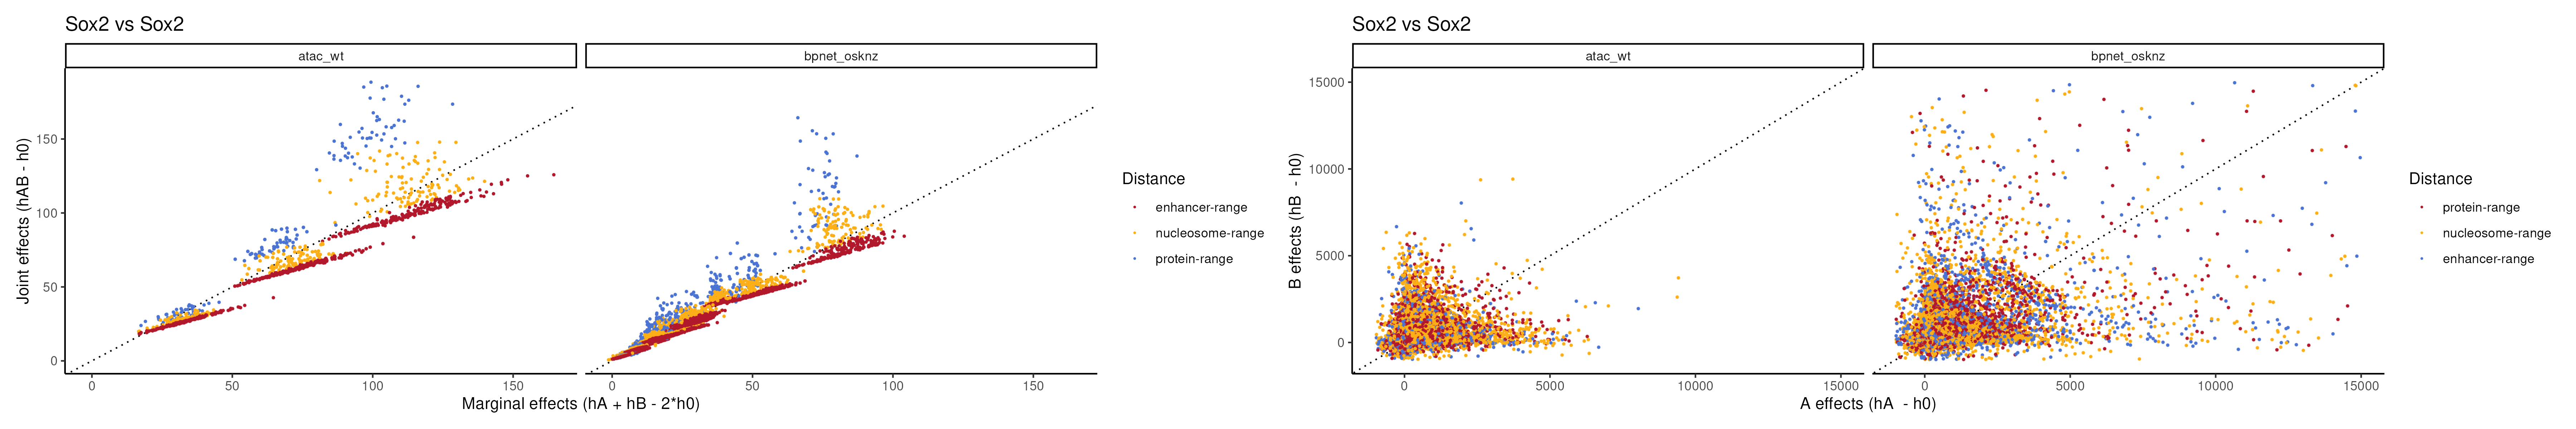 Sox2 vs Sox2
atac_wt
bpnet_osknz
Joint effects (hAB - h0)
150
100
50
0
0
50
100
150
0
50
100
150
Marginal effects (hA + hB - 2*h0)
Distance
enhancer-range
nucleosome-range
protein-range
Sox2 vs Sox2
atac_wt
bpnet_osknz
B effects (hB - h0)
15000
10000
5000
0
0
5000
10000
15000
0
5000
10000
15000
A effects (hA - h0)
Distance
protein-range
nucleosome-range
enhancer-range